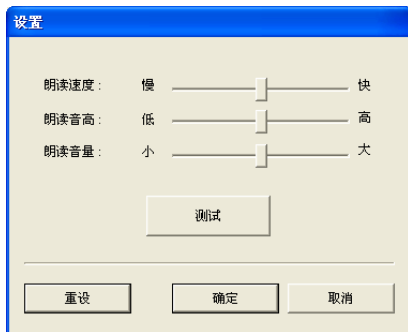 设置
朗读速度： 慢 快
朗读音高： 低 高
朗读音量： 小 大
测试
重设 确定 取消